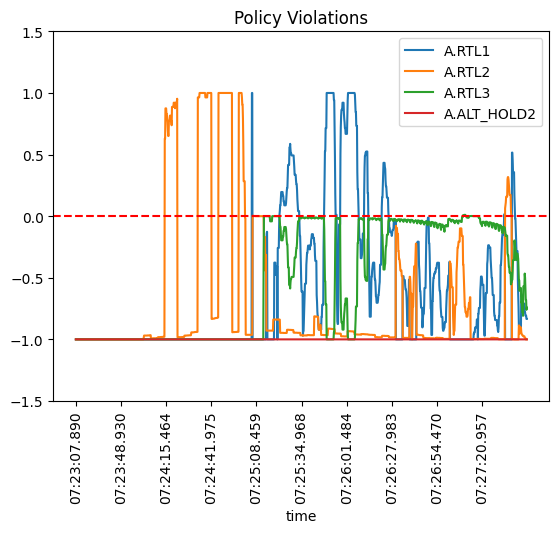 Policy Violations
1.5
1.0
0.5
0.0
−0.5
−1.0
−1.5
A.RTL1
A.RTL2
A.RTL3
A.ALT_HOLD2
07:23:07.890
07:23:48.930
07:24:15.464
07:24:41.975
07:25:08.459
07:25:34.968
07:26:01.484
07:26:27.983
07:26:54.470
07:27:20.957
time